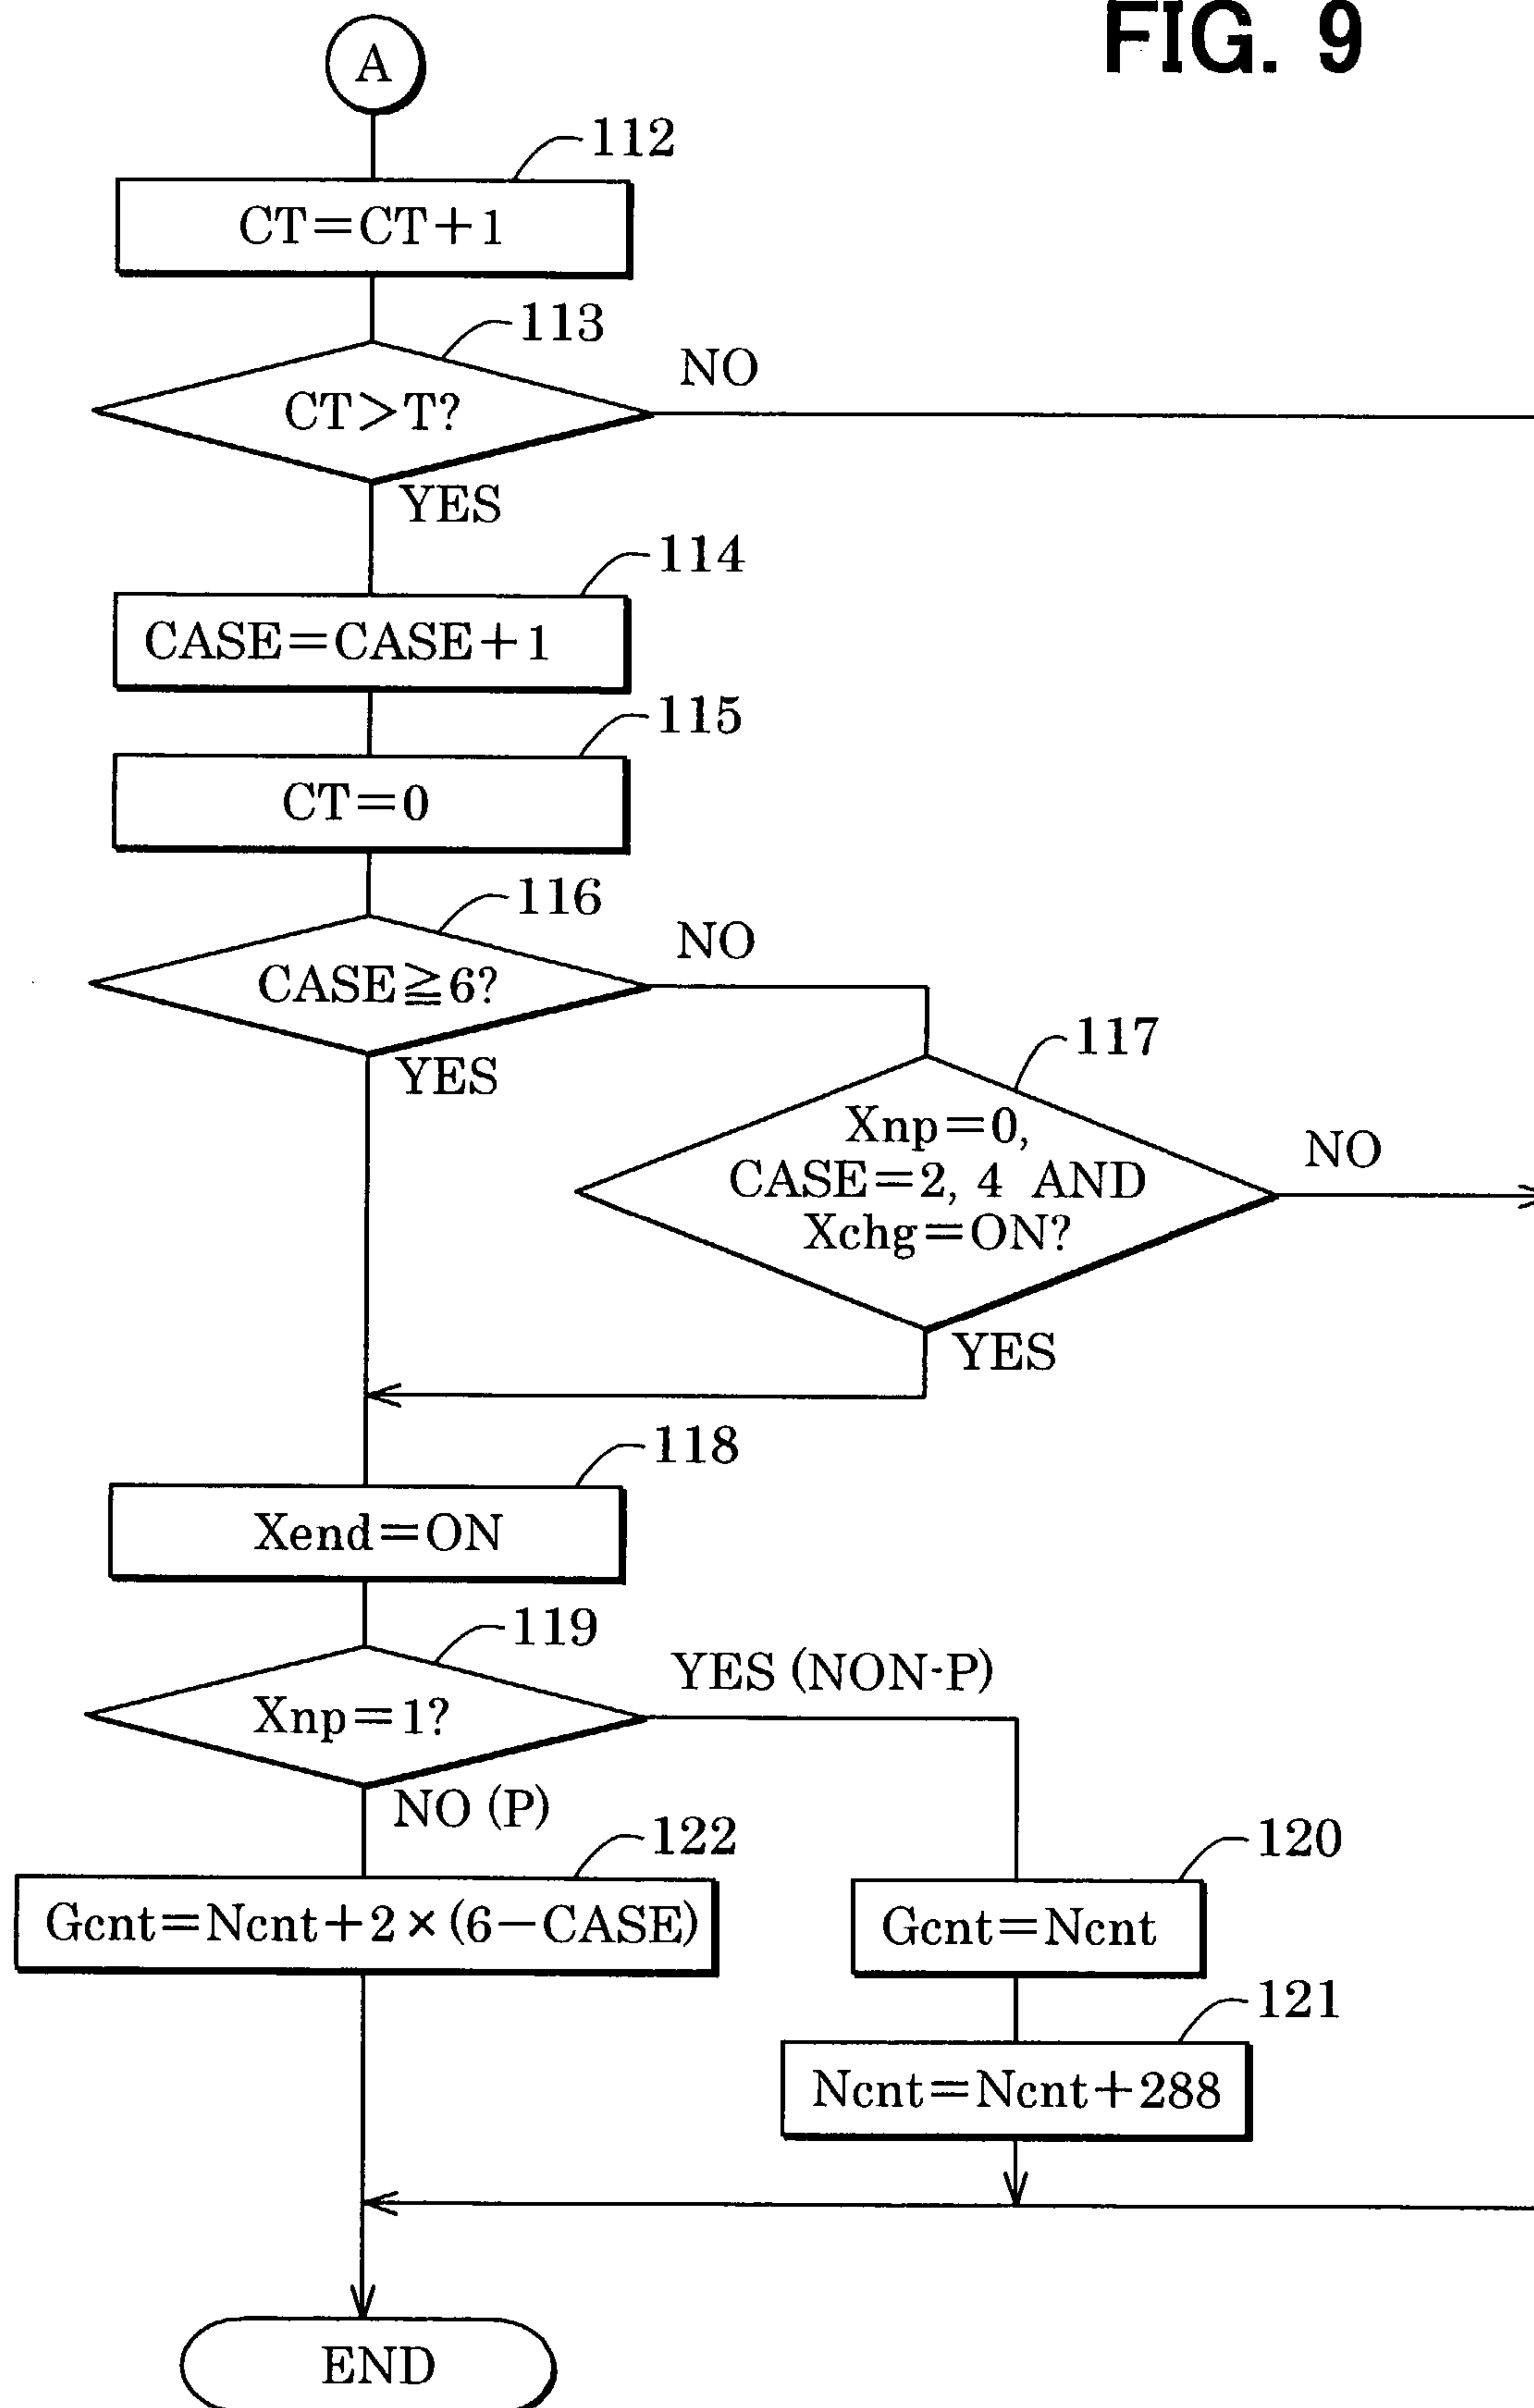 FIG. 9
A
112
CT=CT+1
113
CT>T?
NO
YES
114
CASE=CASE+1
115
CT=0
116
CASE≧6?
NO
YES
117
Xnp=0,
CASE=2, 4 AND
Xchg=ON?
NO
YES
118
Xend=ON
119
Xnp=1?
YES (NON-P)
NO (P)
122
Gcnt=Ncnt+2×(6−CASE)
120
Gcnt=Ncnt
121
Ncnt=Ncnt+288
END